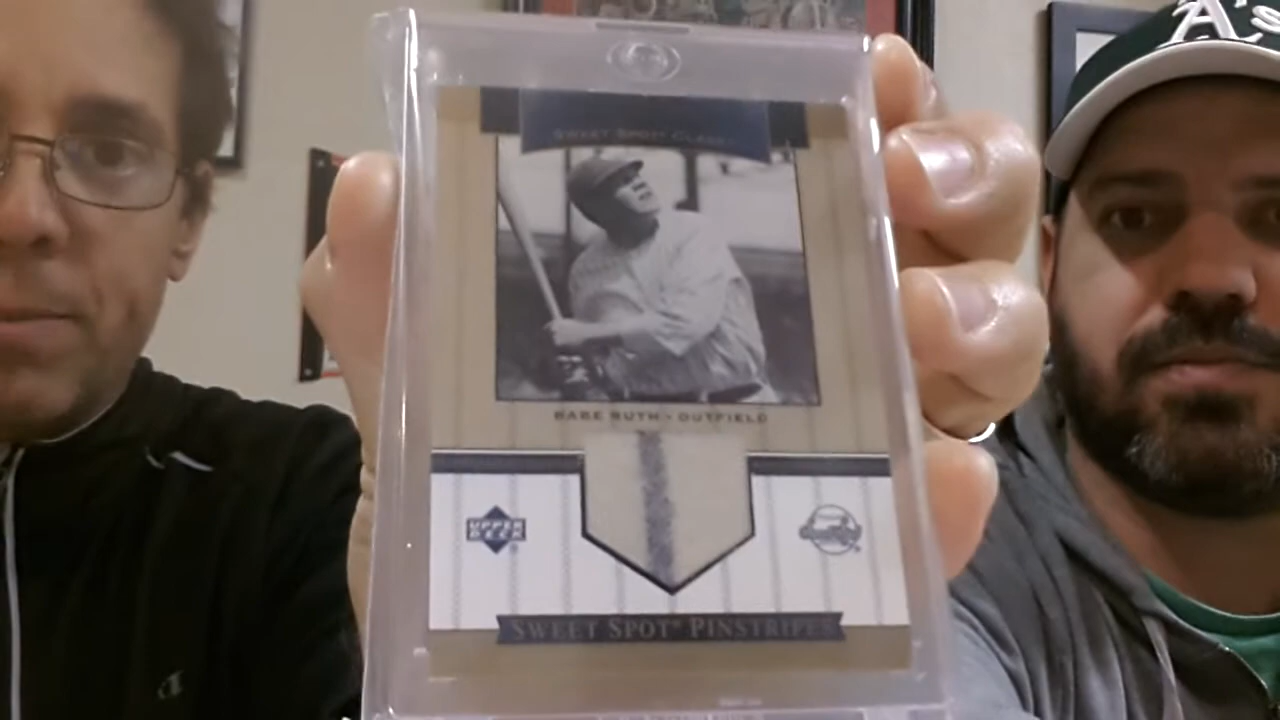 A's
SWEET SPOT CLASSIC
BABE RUTH • OUTFIELD
UPPER
DECK
SWEET SPOT PINSTRIPES